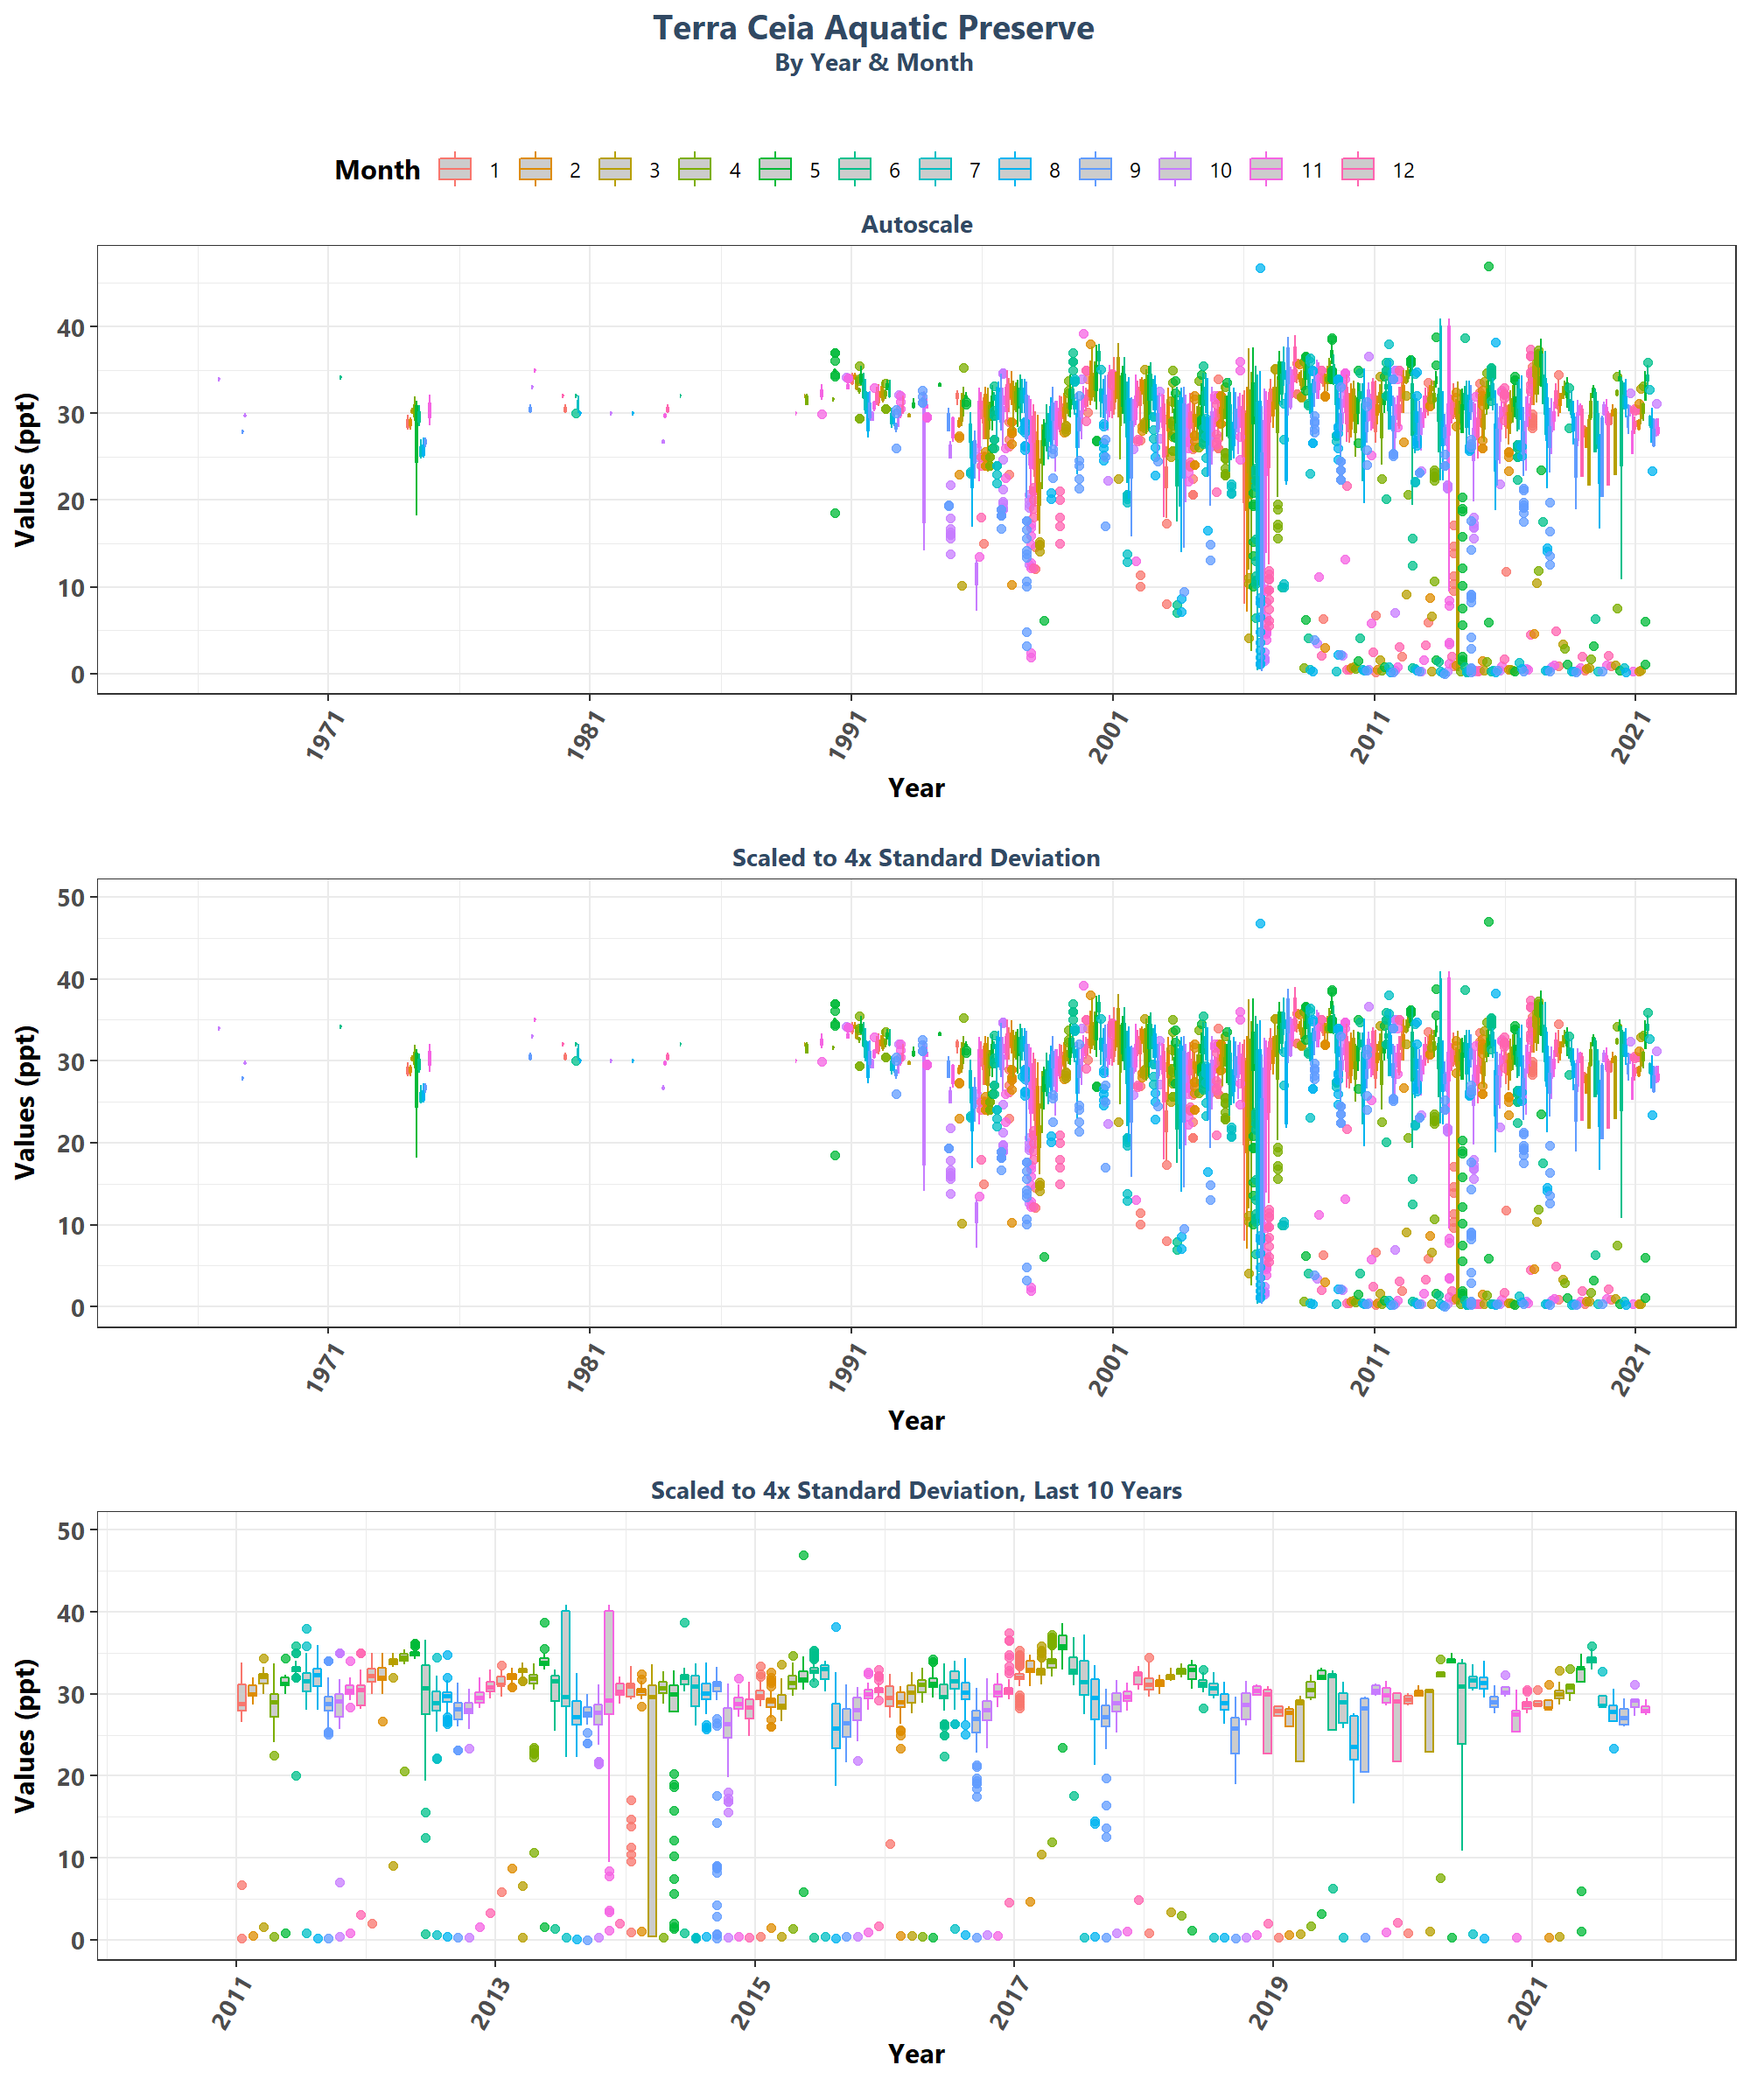 Terra Ceia Aquatic Preserve
By Year & Month
Month 1 2 3 4 5 6 7 8 9 10 11 12
Autoscale
Values (ppt)
40
30
20
10
0
1971 1981 1991 2001 2011 2021
Year
Scaled to 4x Standard Deviation
Values (ppt)
50
40
30
20
10
0
1971 1981 1991 2001 2011 2021
Year
Scaled to 4x Standard Deviation, Last 10 Years
Values (ppt)
50
40
30
20
10
0
2011 2013 2015 2017 2019 2021
Year